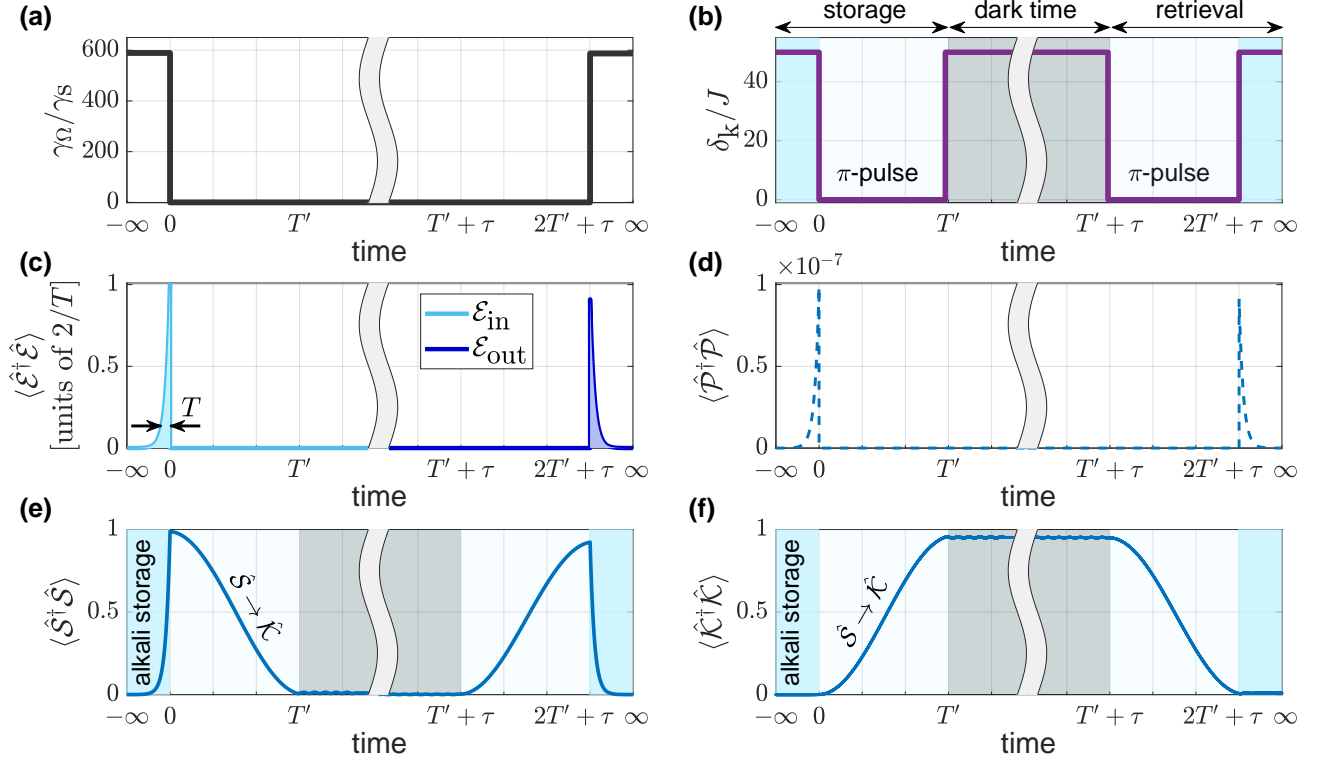 (a)
γΩ/γs
600
400
200
0
−∞ 0 T′ T′ + τ 2T′ + τ ∞
time
(b)
storage dark time retrieval
δk/J
40
20
0
π-pulse π-pulse
−∞ 0 T′ T′ + τ 2T′ + τ ∞
time
(c)
⟨Ê†Ê⟩
[units of 2/T]
1
0.5
0
T
Ein
Eout
−∞ 0 T′ T′ + τ 2T′ + τ ∞
time
(d)
×10−7
⟨P̂†P̂⟩
1
0.5
0
−∞ 0 T′ T′ + τ 2T′ + τ ∞
time
(e)
⟨Ŝ†Ŝ⟩
1
0.5
0
alkali storage
Ŝ → K̂
−∞ 0 T′ T′ + τ 2T′ + τ ∞
time
(f)
⟨K̂†K̂⟩
1
0.5
0
alkali storage
Ŝ → K̂
−∞ 0 T′ T′ + τ 2T′ + τ ∞
time